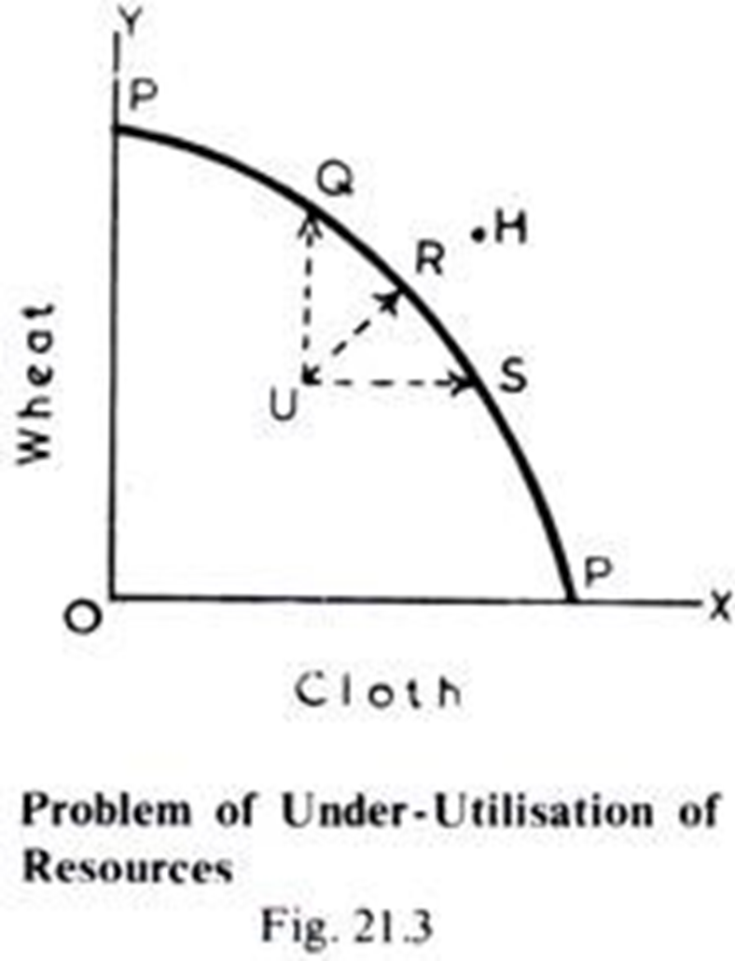 Y
P
Q
H
R
S
U
Wheat
P
O
X
Cloth
Problem of Under-Utilisation of
Resources
Fig. 21.3